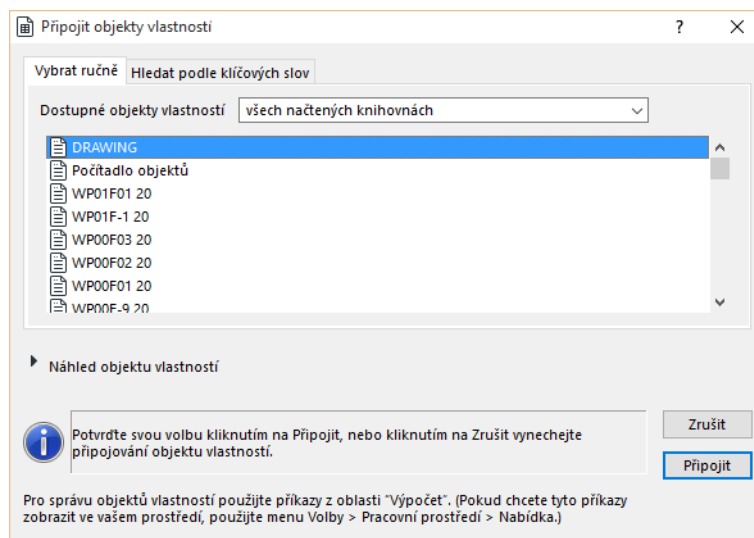 Připojit objekty vlastností
?
Vybrat ručně
Hledat podle klíčových slov
Dostupné objekty vlastností
všech načtených knihovnách
DRAWING
Počítadlo objektů
WP01F01 20
WP01F-1 20
WP00F03 20
WP00F02 20
WP00F01 20
WP00F-9 20
Náhled objektu vlastností
Potvrďte svou volbu kliknutím na Připojit, nebo kliknutím na Zrušit vynechejte
připojování objektu vlastností.
Zrušit
Připojit
Pro správu objektů vlastností použijte příkazy z oblasti "Výpočet". (Pokud chcete tyto příkazy
zobrazit ve vašem prostředí, použijte menu Volby > Pracovní prostředí > Nabídka.)